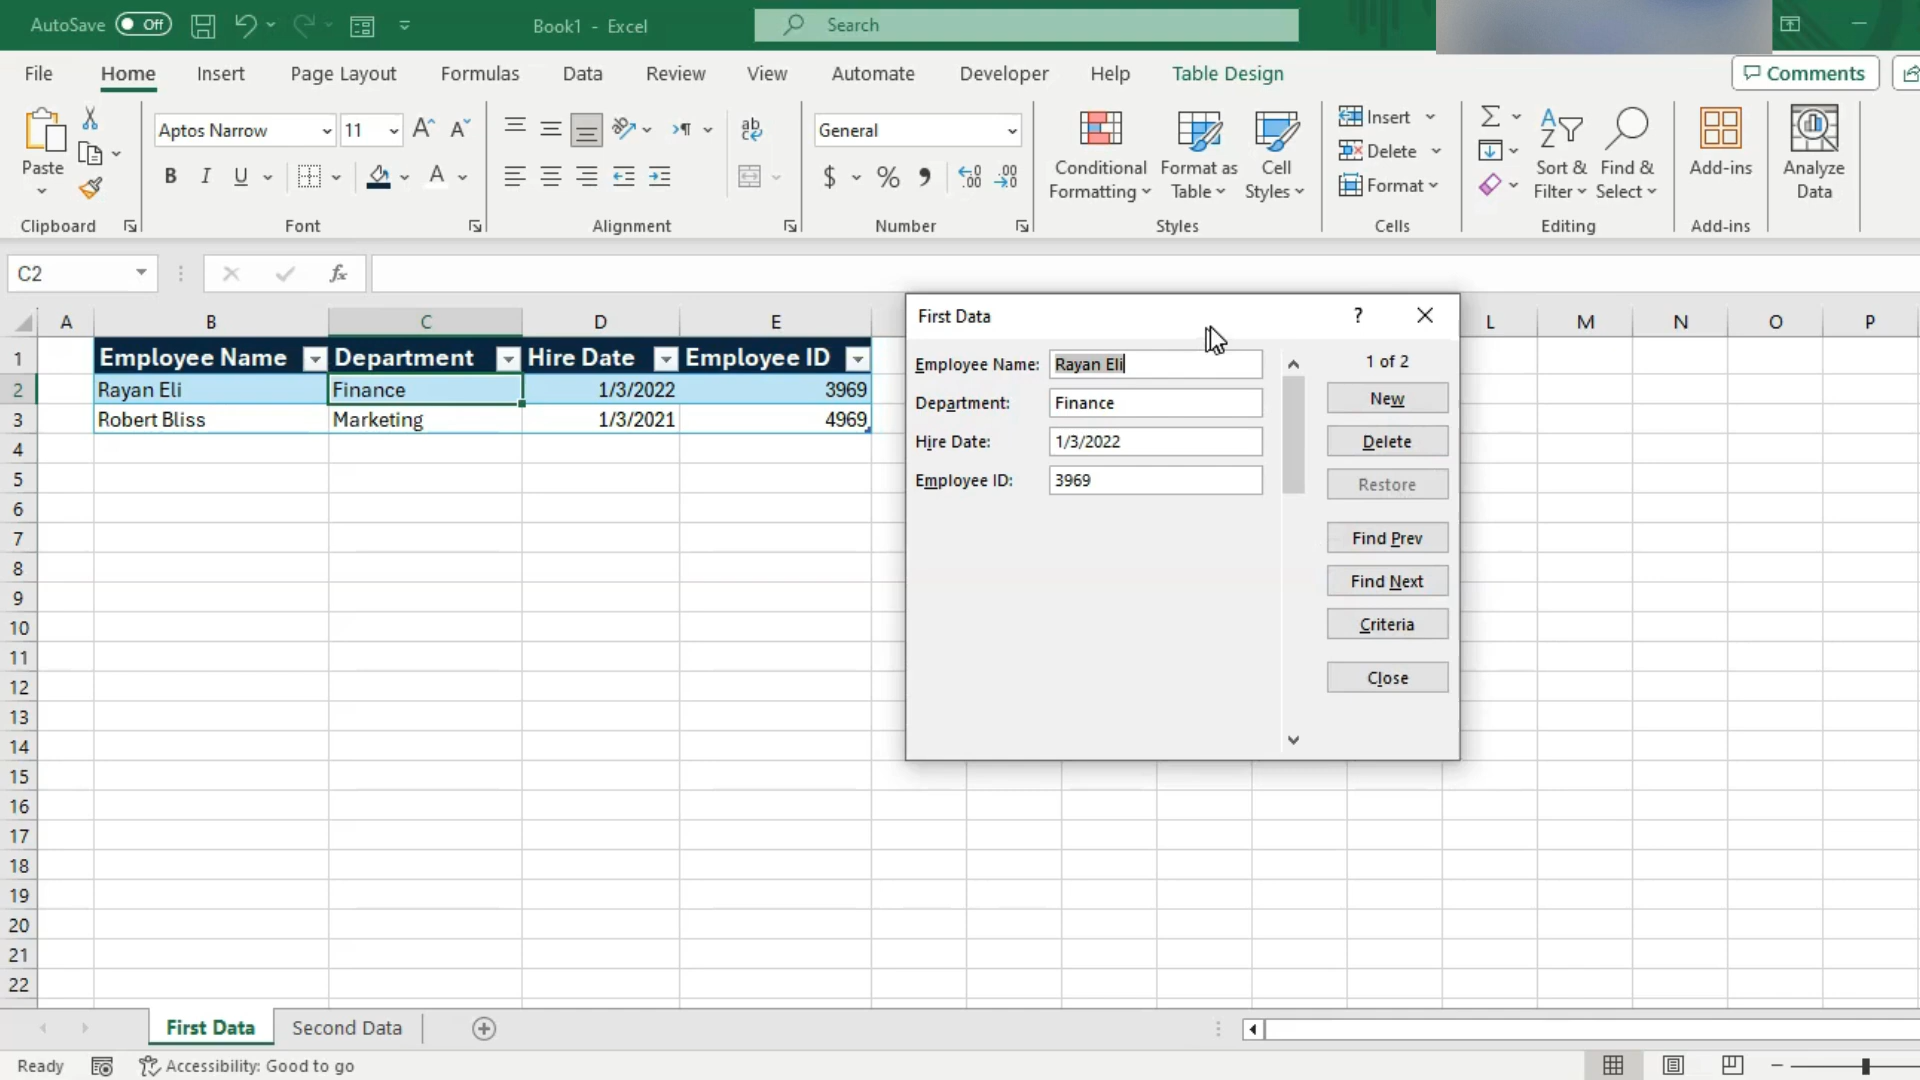 AutoSave Off Book1 - Excel Search
File Home Insert Page Layout Formulas Data Review View Automate Developer Help Table Design Comments
Paste
Clipboard
Aptos Narrow 11
B I U A
Font
ab
Alignment
General
$ % 9 .00 .00
Number
Conditional Formatting
Format as Table
Cell Styles
Styles
Insert
Delete
Format
Cells
Sort & Filter
Find & Select
Editing
Add-ins
Add-ins
Analyze Data
C2 fx
A B C D E L M N O P
1 Employee Name Department Hire Date Employee ID
2 Rayan Eli Finance 1/3/2022 3969
3 Robert Bliss Marketing 1/3/2021 4969
4
5
6
7
8
9
10
11
12
13
14
15
16
17
18
19
20
21
22
First Data ?
Employee Name: Rayan Eli
Department: Finance
Hire Date: 1/3/2022
Employee ID: 3969
1 of 2
New
Delete
Restore
Find Prev
Find Next
Criteria
Close
First Data Second Data
Ready Accessibility: Good to go